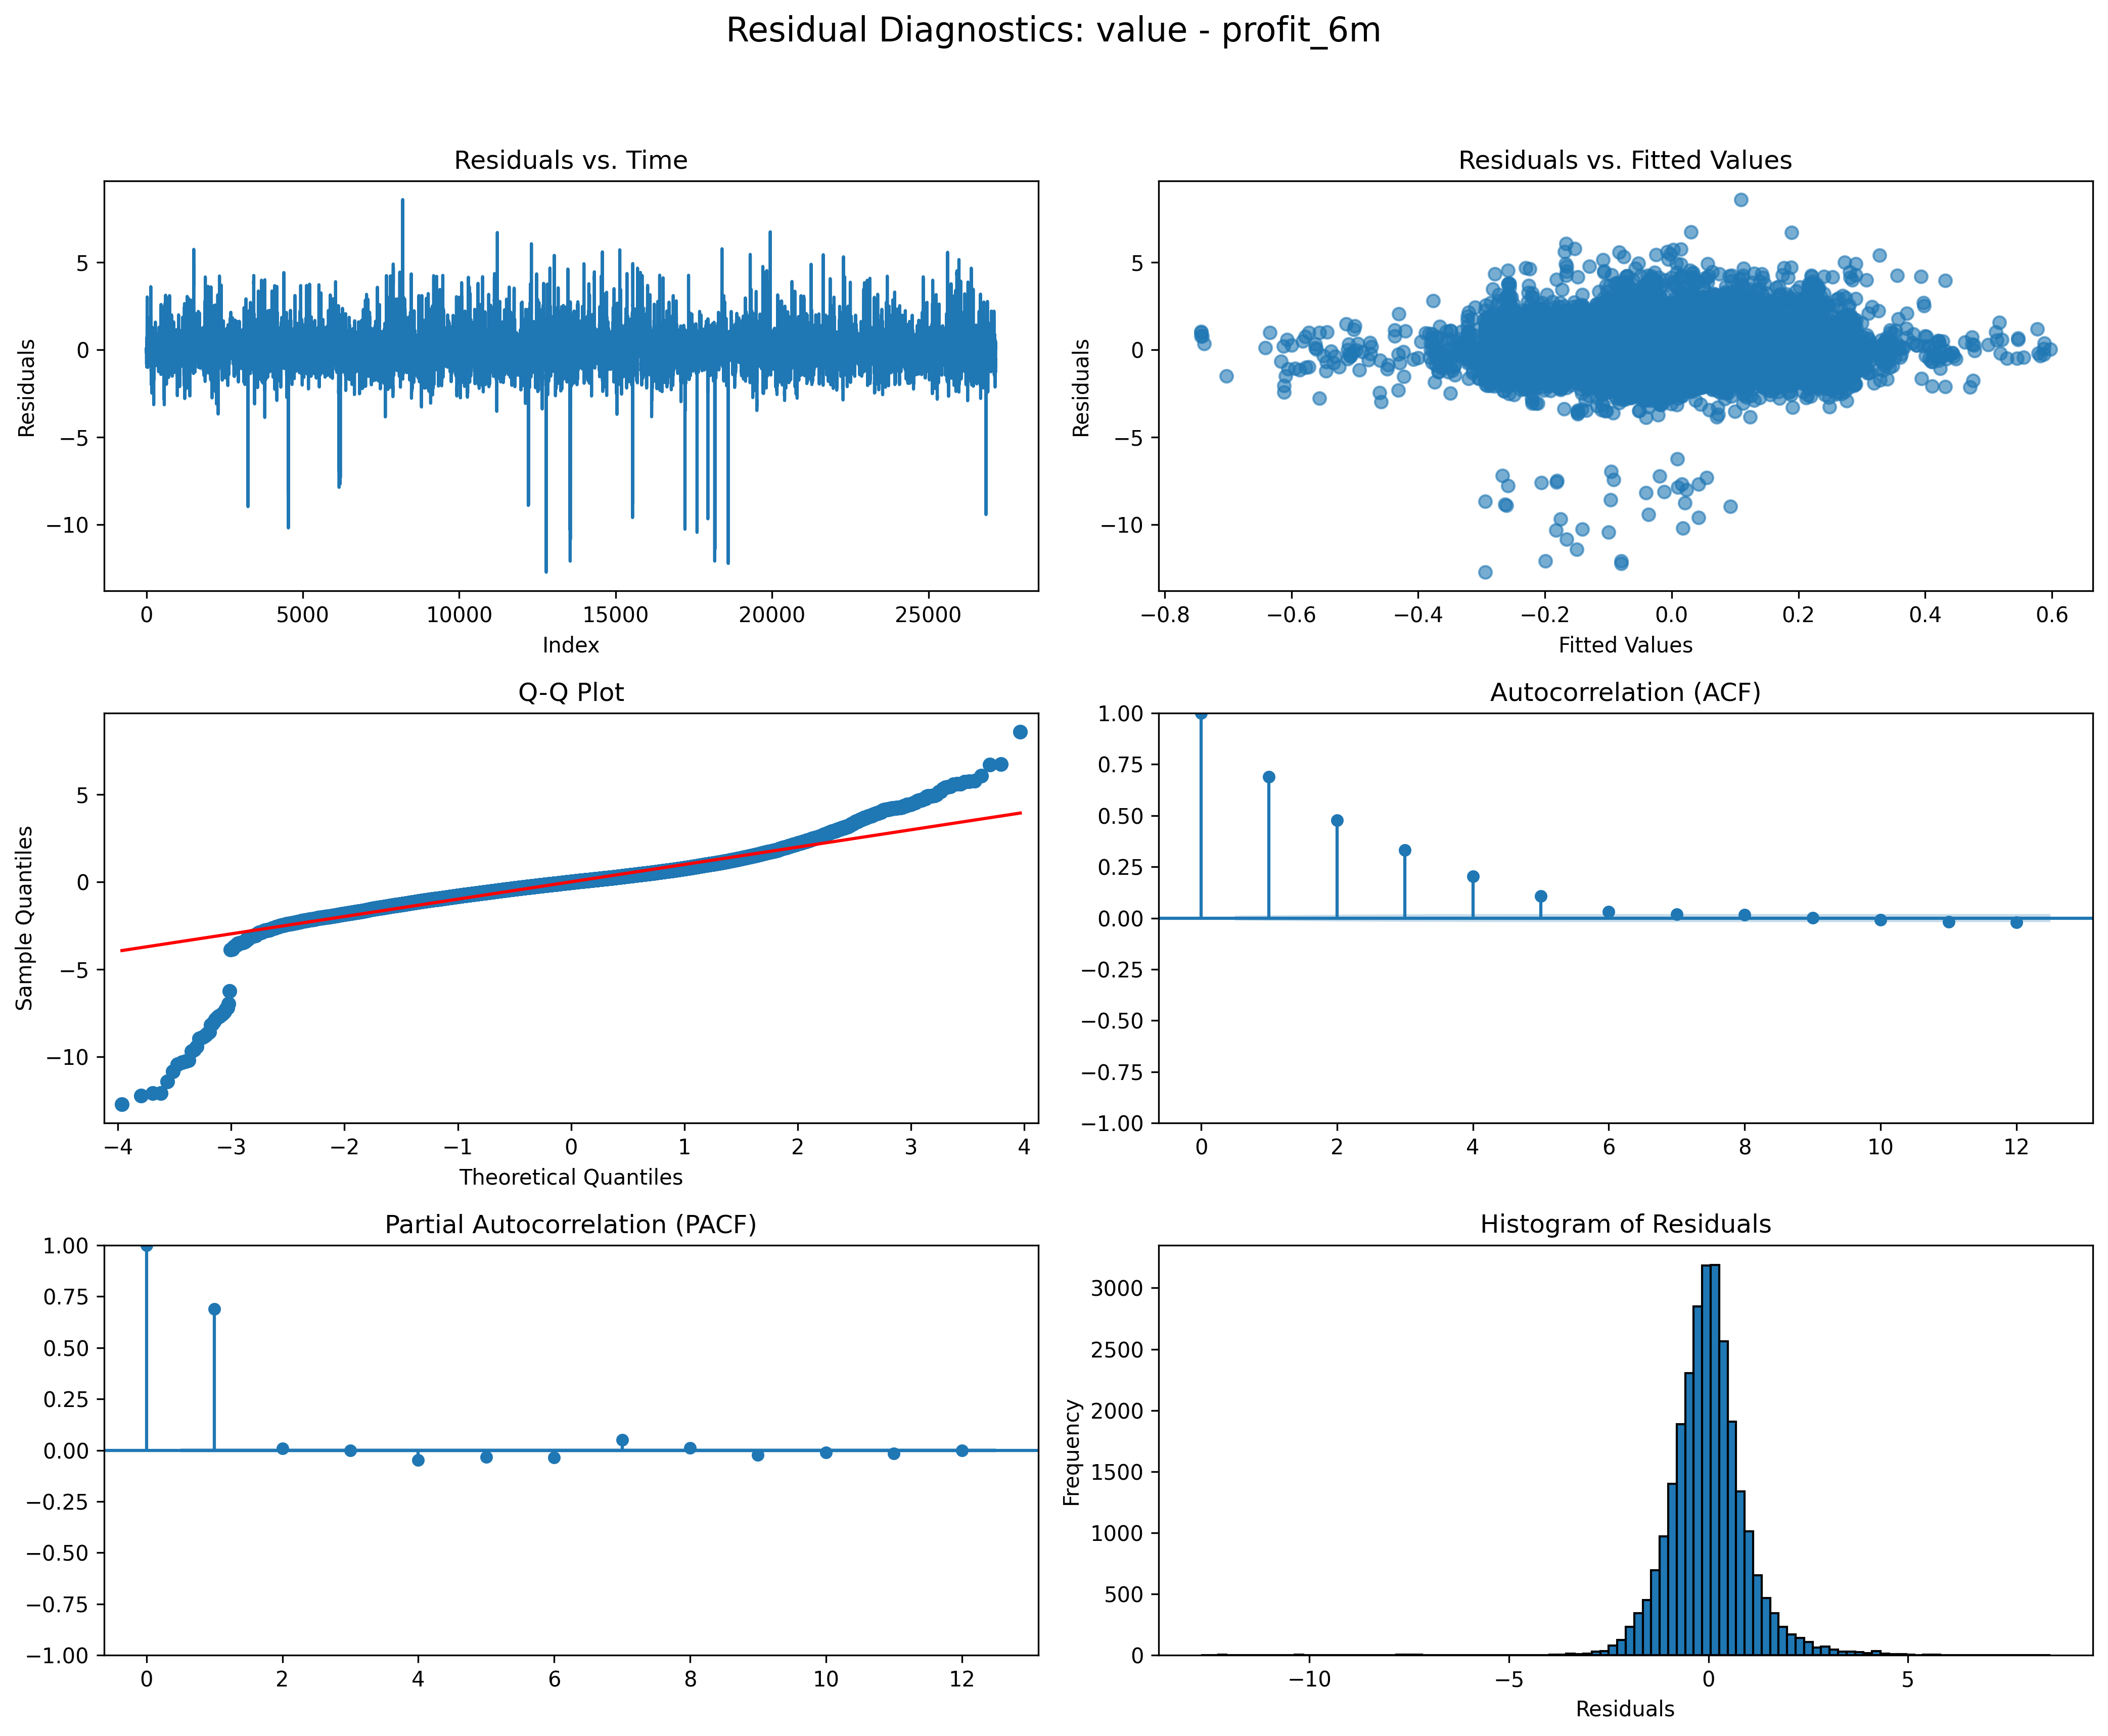 Residual Diagnostics: value - profit_6m
Residuals vs. Time
Residuals
5
0
−5
−10
0 5000 10000 15000 20000 25000
Index
Residuals vs. Fitted Values
Residuals
5
0
−5
−10
−0.8 −0.6 −0.4 −0.2 0.0 0.2 0.4 0.6
Fitted Values
Q-Q Plot
Sample Quantiles
5
0
−5
−10
−4 −3 −2 −1 0 1 2 3 4
Theoretical Quantiles
Autocorrelation (ACF)
1.00
0.75
0.50
0.25
0.00
−0.25
−0.50
−0.75
−1.00
0 2 4 6 8 10 12
Partial Autocorrelation (PACF)
1.00
0.75
0.50
0.25
0.00
−0.25
−0.50
−0.75
−1.00
0 2 4 6 8 10 12
Histogram of Residuals
Frequency
3000
2500
2000
1500
1000
500
0
−10 −5 0 5
Residuals